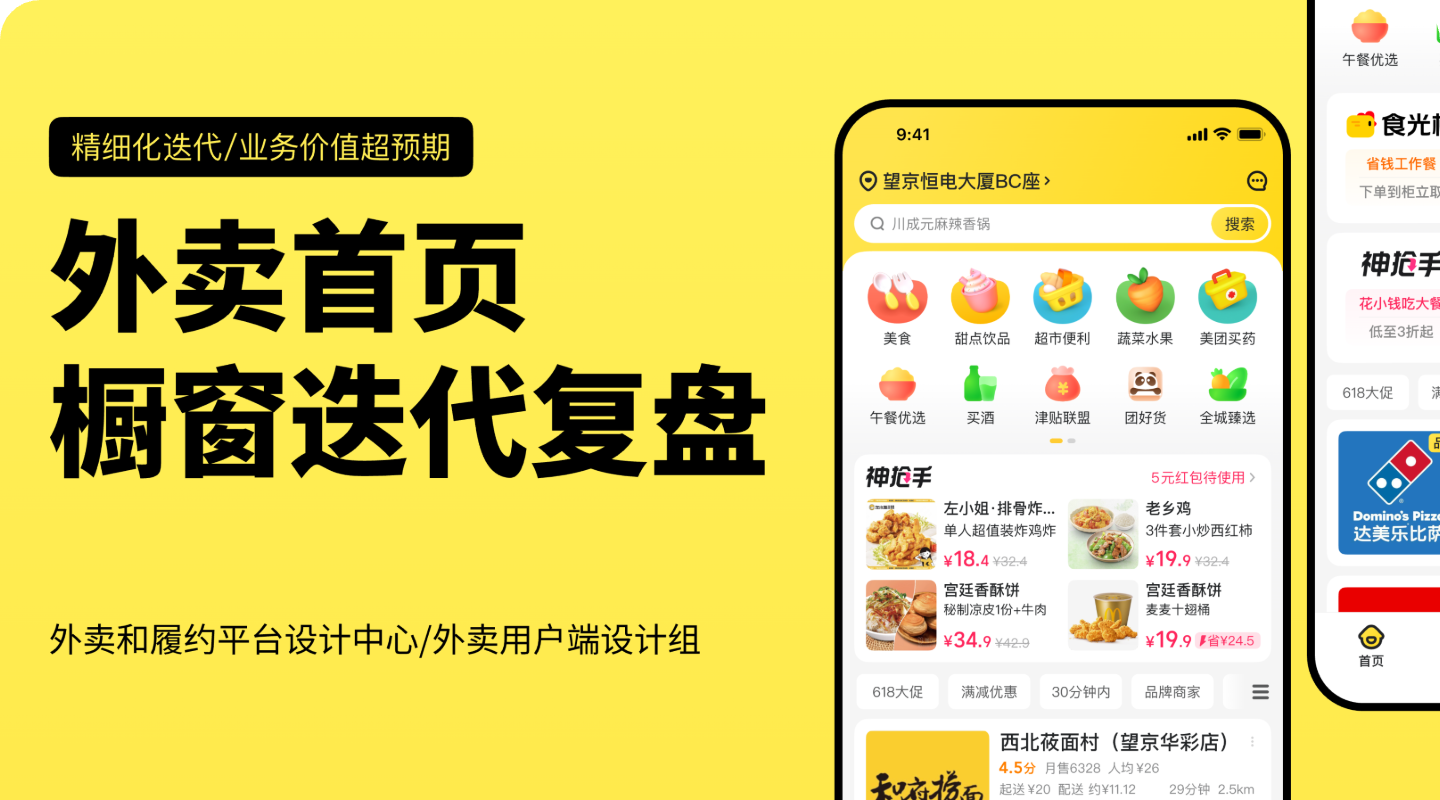 精细化迭代/业务价值超预期
外卖首页
橱窗迭代复盘
外卖和履约平台设计中心/外卖用户端设计组
9:41
望京恒电大厦BC座
川成元麻辣香锅
搜索
美食 甜点饮品 超市便利 蔬菜水果 美团买药
午餐优选 买酒 津贴联盟 团好货 全城臻选
神抢手 5元红包待使用
左小姐·排骨炸...
单人超值装炸鸡炸
¥18.4 ¥32.4
老乡鸡
3件套小炒西红柿
¥19.9 ¥32.4
宫廷香酥饼
秘制凉皮1份+牛肉
¥34.9 ¥42.9
宫廷香酥饼
麦麦十翅桶
¥19.9 省¥24.5
618大促 满减优惠 30分钟内 品牌商家
和府捞面
西北莜面村（望京华彩店）
4.5分 月售6328 人均 ¥26
起送 ¥20 配送 约¥11.12 29分钟 2.5km
午餐优选
食光
省钱工作餐
下单到柜立取
神抢手
花小钱吃大餐
低至3折起
618大促
Domino's Pizza
达美乐比萨
首页